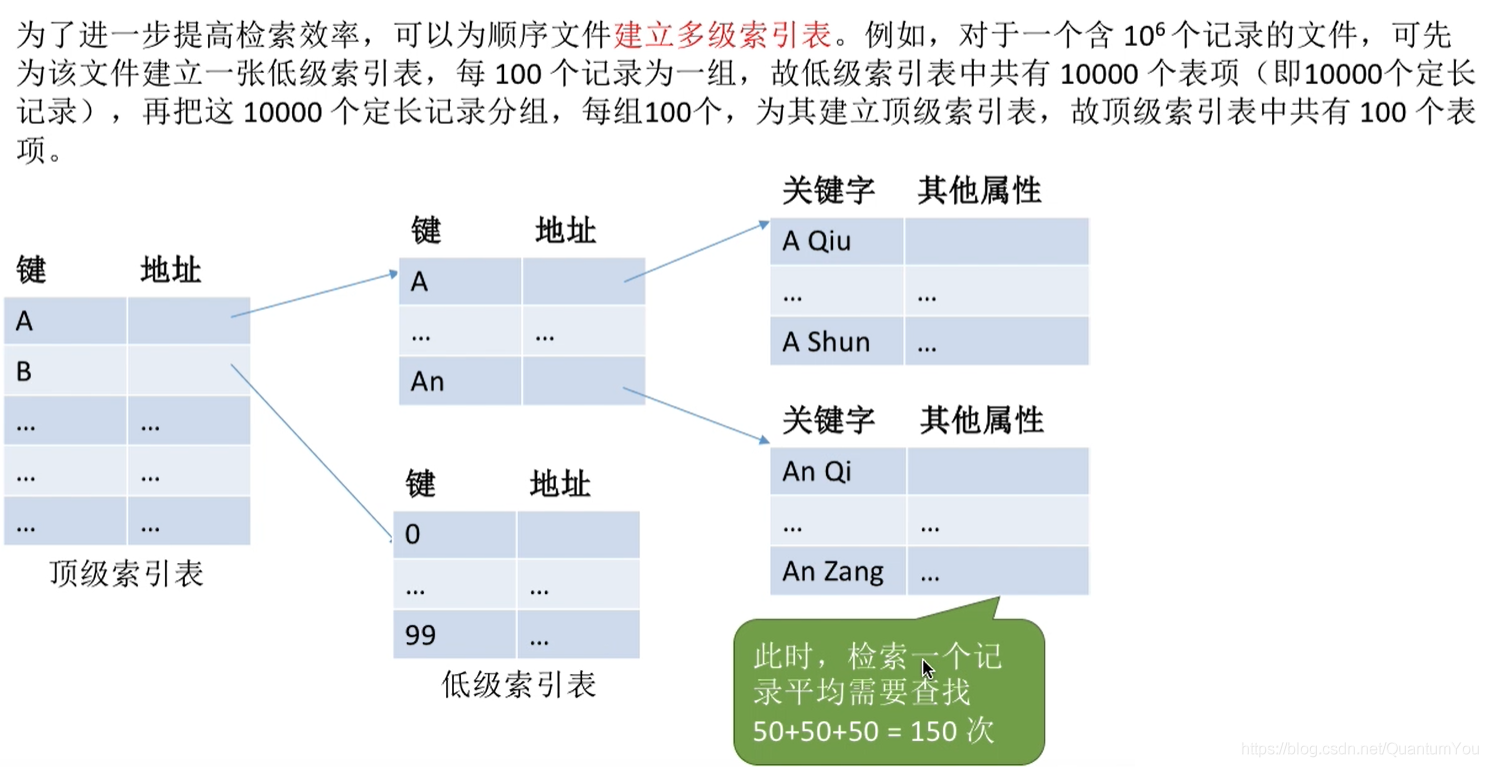 为了进一步提高检索效率，可以为顺序文件建立多级索引表。例如，对于一个含 10⁶ 个记录的文件，可先
为该文件建立一张低级索引表，每 100 个记录为一组，故低级索引表中共有 10000 个表项（即10000个定长
记录），再把这 10000 个定长记录分组，每组100个，为其建立顶级索引表，故顶级索引表中共有 100 个表
项。
键 地址
A
B
... ...
... ...
... ...
顶级索引表
键 地址
A
... ...
An
键 地址
0
... ...
99 ...
低级索引表
关键字 其他属性
A Qiu
... ...
A Shun ...
关键字 其他属性
An Qi
... ...
An Zang ...
此时，检索一个记
录平均需要查找
50+50+50 = 150 次
https://blog.csdn.net/QuantumYou